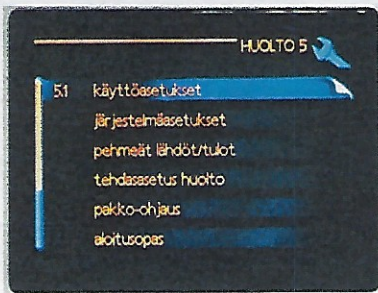 HUOLTO 5
5.1 käyttöasetukset
järjestelmäasetukset
pehmeät lähdöt/tulot
tehdasasetus huolto
pakko-ohjaus
aloitusopas